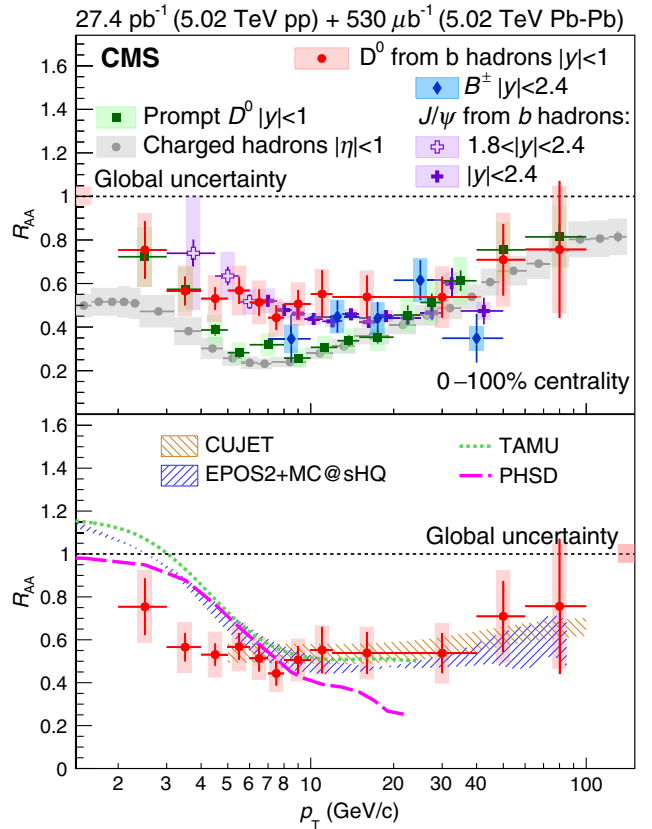 27.4 pb⁻¹ (5.02 TeV pp) + 530 μb⁻¹ (5.02 TeV Pb-Pb)
CMS
D⁰ from b hadrons |y|<1
B± |y|<2.4
Prompt D⁰ |y|<1
J/ψ from b hadrons:
Charged hadrons |η|<1
1.8<|y|<2.4
|y|<2.4
Global uncertainty
R_AA
1.6
1.4
1.2
1
0.8
0.6
0.4
0.2
0−100% centrality
1.6
1.4
1.2
1
0.8
0.6
0.4
0.2
0
R_AA
CUJET
TAMU
EPOS2+MC@sHQ
PHSD
Global uncertainty
2 3 4 5 6 7 8 10 20 30 40 100
p_T (GeV/c)